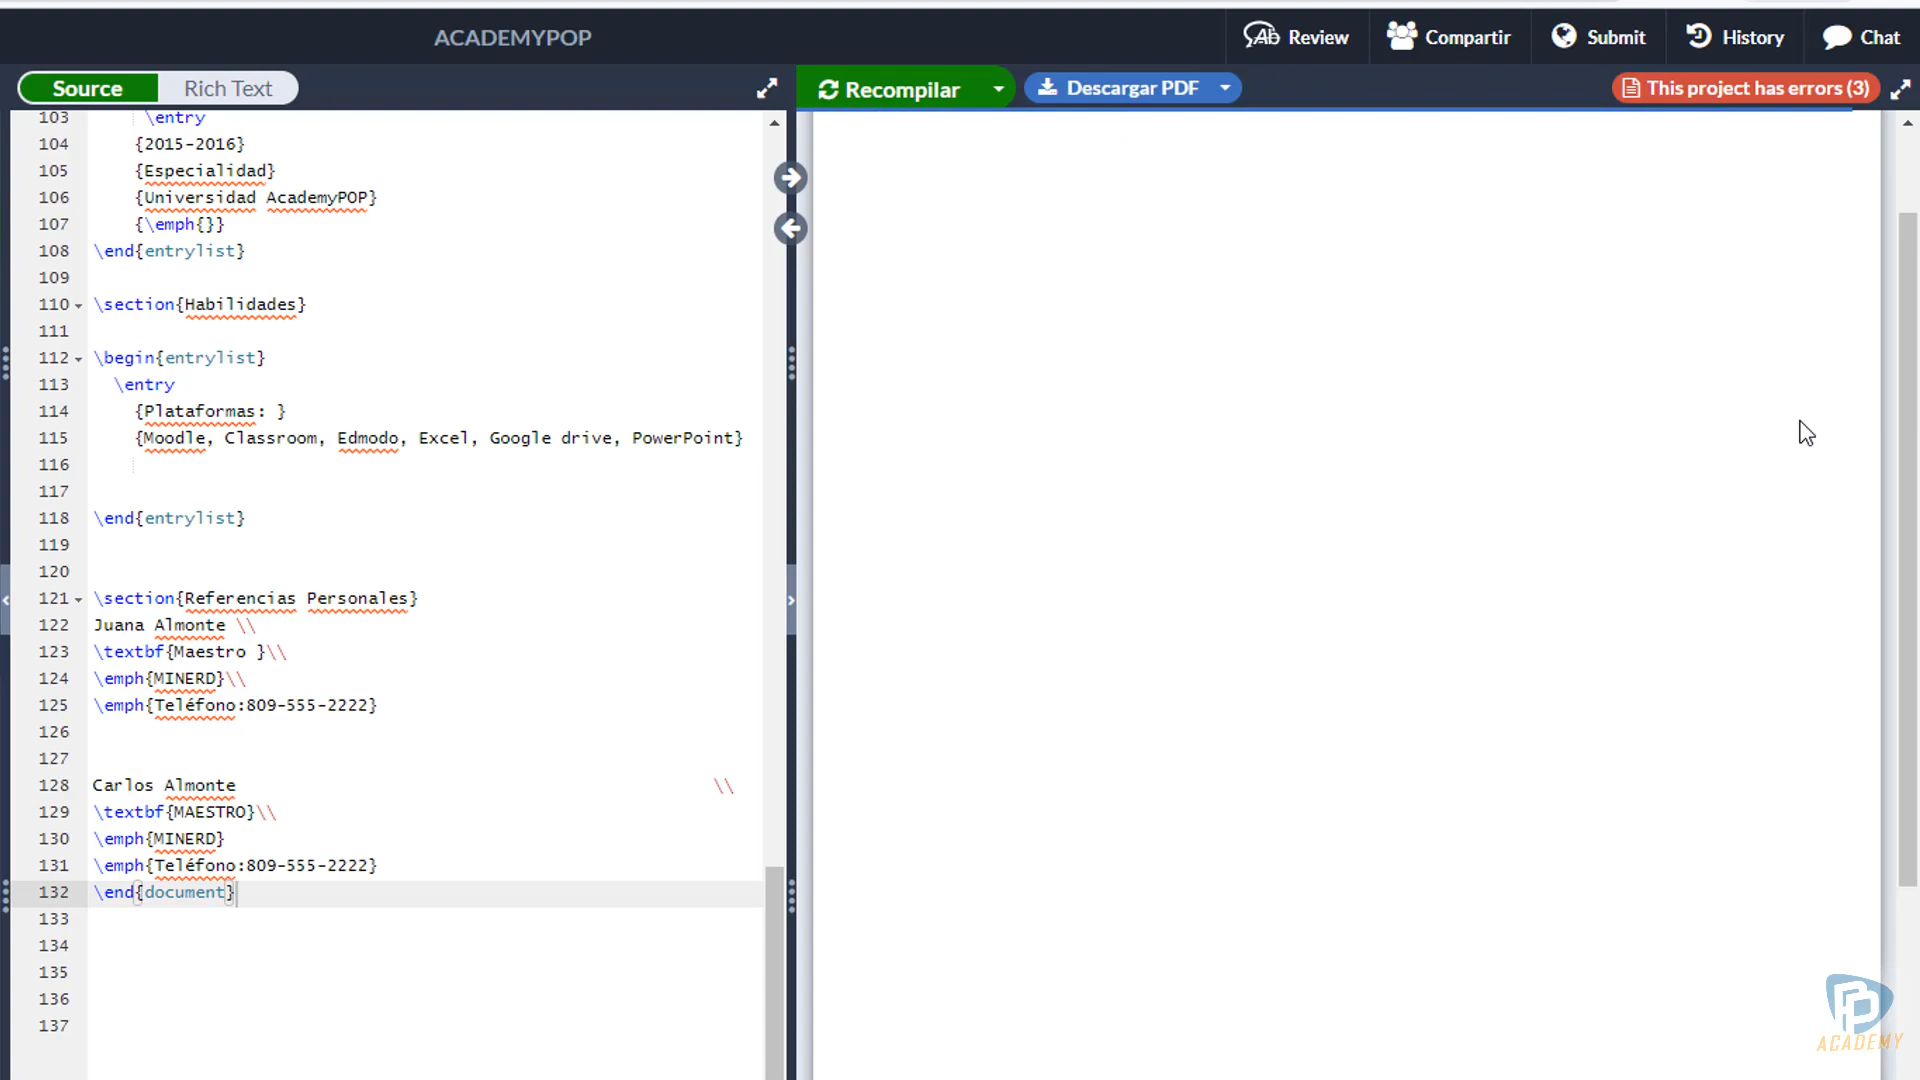 ACADEMYPOP
Review
Compartir
Submit
History
Chat
Source
Rich Text
Recompilar
Descargar PDF
This project has errors (3)
103 \entry
104 {2015-2016}
105 {Especialidad}
106 {Universidad AcademyPOP}
107 {\emph{}}
108 \end{entrylist}
109
110 \section{Habilidades}
111
112 \begin{entrylist}
113 \entry
114 {Plataformas: }
115 {Moodle, Classroom, Edmodo, Excel, Google drive, PowerPoint}
116
117
118 \end{entrylist}
119
120
121 \section{Referencias Personales}
122 Juana Almonte \\
123 \textbf{Maestro }\\
124 \emph{MINERD}\\
125 \emph{Teléfono:809-555-2222}
126
127
128 Carlos Almonte \\
129 \textbf{MAESTRO}\\
130 \emph{MINERD}
131 \emph{Teléfono:809-555-2222}
132 \end{document}
133
134
135
136
137
ACADEMY